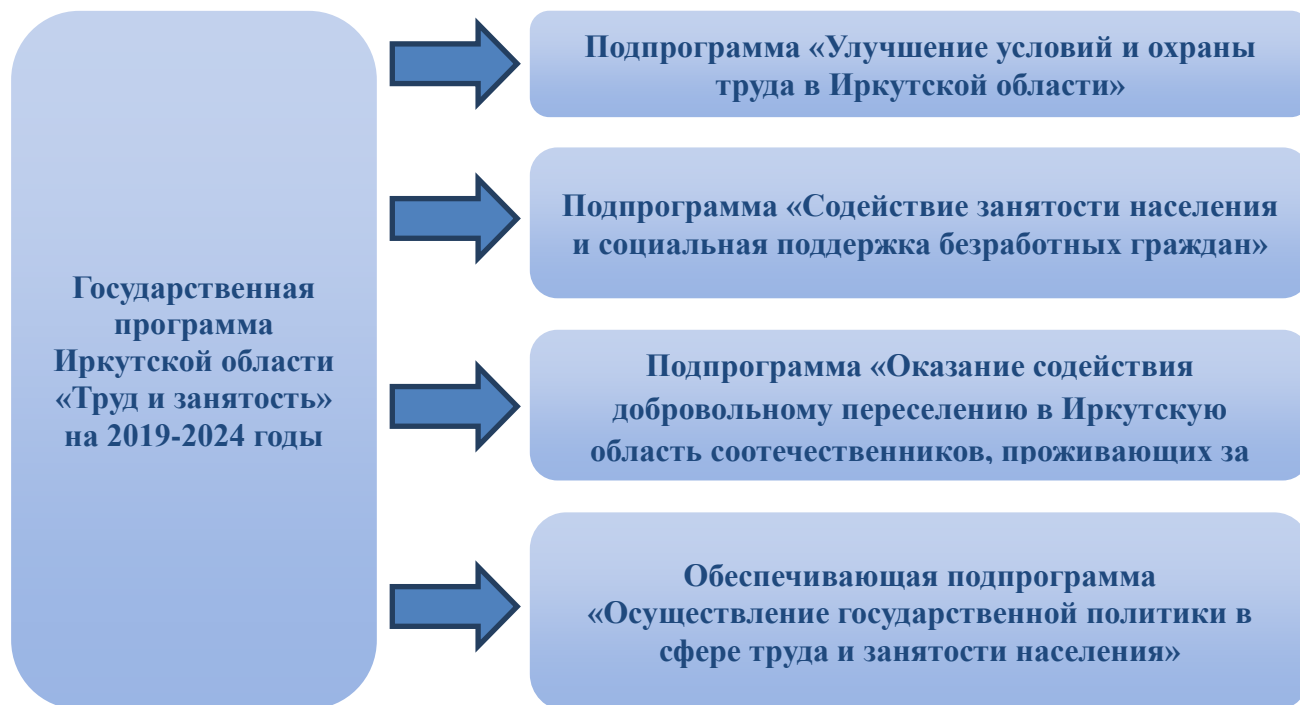 Государственная
программа
Иркутской области
«Труд и занятость»
на 2019-2024 годы
Подпрограмма «Улучшение условий и охраны
труда в Иркутской области»
Подпрограмма «Содействие занятости населения
и социальная поддержка безработных граждан»
Подпрограмма «Оказание содействия
добровольному переселению в Иркутскую
область соотечественников, проживающих за
Обеспечивающая подпрограмма
«Осуществление государственной политики в
сфере труда и занятости населения»